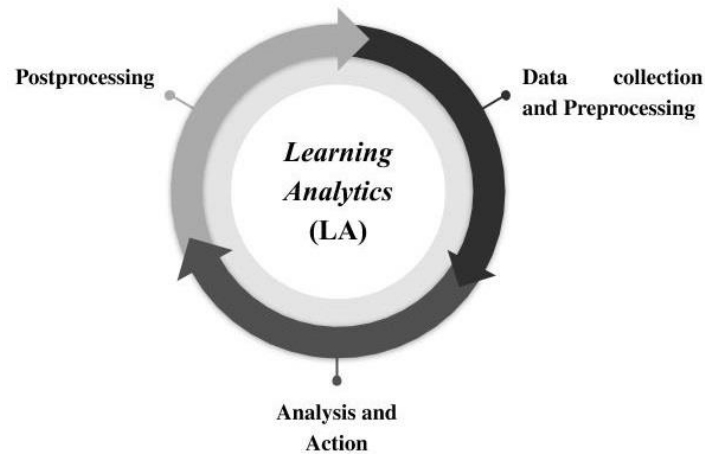 Postprocessing
Data collection
and Preprocessing
Learning
Analytics
(LA)
Analysis and
Action